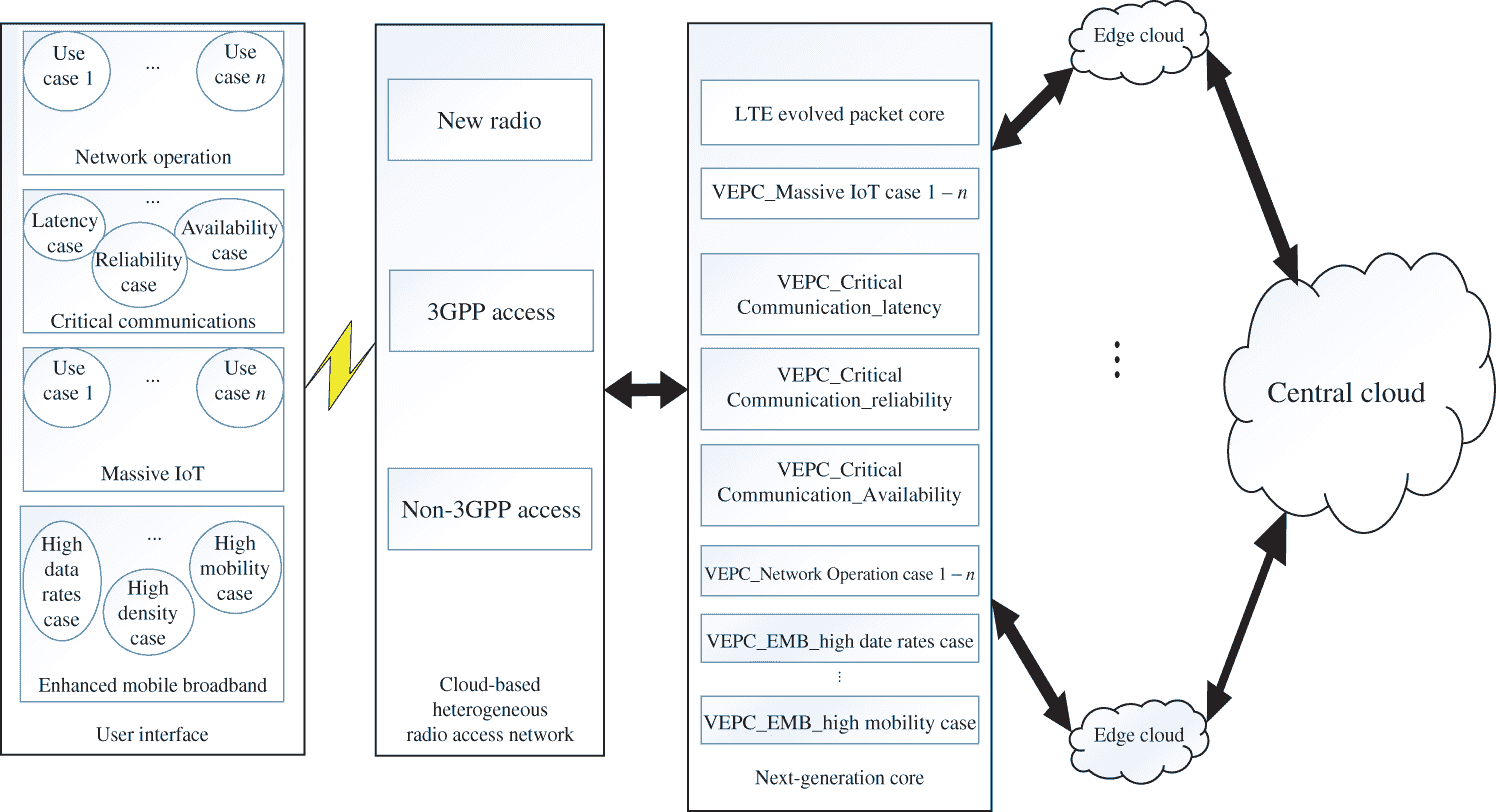 Use
case 1
...
Use
case n
Network operation
...
Latency
case
Reliability
case
Availability
case
Critical communications
Use
case 1
...
Use
case n
Massive IoT
High
data
rates
case
...
High
density
case
High
mobility
case
Enhanced mobile broadband
User interface
New radio
3GPP access
Non-3GPP access
Cloud-based
heterogeneous
radio access network
LTE evolved packet core
VEPC_Massive IoT case 1 – n
VEPC_Critical
Communication_latency
VEPC_Critical
Communication_reliability
VEPC_Critical
Communication_Availability
VEPC_Network Operation case 1 – n
VEPC_EMB_high date rates case
⋮
VEPC_EMB_high mobility case
Next-generation core
Edge cloud
⋮
Central cloud
Edge cloud